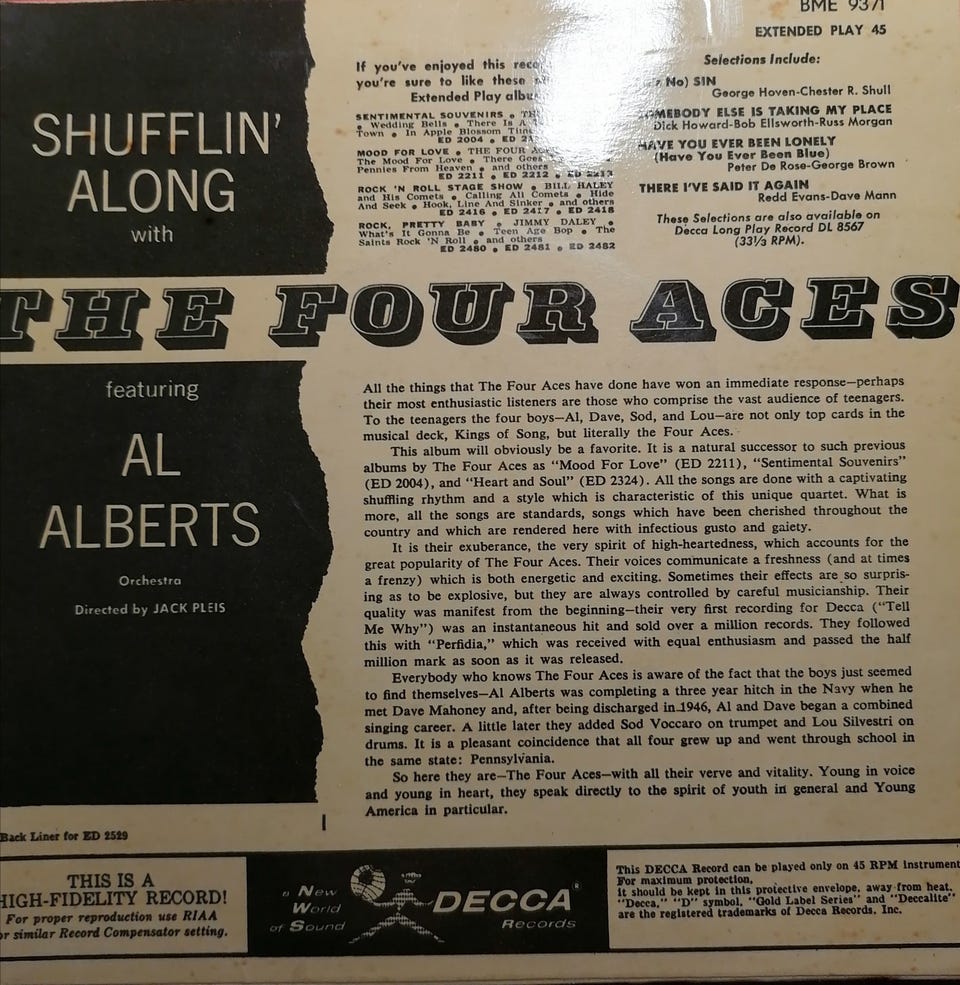 BME 9371
EXTENDED PLAY 45
SHUFFLIN'
ALONG
with
If you've enjoyed this
you're sure to like these
Extended Play
SENTIMENTAL SOUVENIRS •
• Wedding Bells • There Is A
Town • In Apple Blossom
ED 2004 • ED
MOOD FOR LOVE • THE FOUR
The Mood For Love • There Goes
Pennies From Heaven • and others
ED 2211 • ED 2212 • ED 2213
ROCK 'N ROLL STAGE SHOW • BILL HALEY
and His Comets • Calling All Comets • Hide
And Seek • Hook, Line And Sinker • and others
ED 2416 • ED 2417 • ED 2418
ROCK, PRETTY BABY • JIMMY DALEY •
What's It Gonna Be • Teen Age Bop • The
Saints Rock 'N Roll • and others
ED 2480 • ED 2481 • ED 2482
Selections Include:
No) SIN
George Hoven-Chester R. Shull
SOMEBODY ELSE IS TAKING MY PLACE
Dick Howard-Bob Ellsworth-Russ Morgan
HAVE YOU EVER BEEN LONELY
(Have You Ever Been Blue)
Peter De Rose-George Brown
THERE I'VE SAID IT AGAIN
Redd Evans-Dave Mann
These Selections are also available on
Decca Long Play Record DL 8567
(33⅓ RPM).
THE FOUR ACES
featuring
AL
ALBERTS
Orchestra
Directed by JACK PLEIS
All the things that The Four Aces have done have won an immediate response—perhaps
their most enthusiastic listeners are those who comprise the vast audience of teenagers.
To the teenagers the four boys—Al, Dave, Sod, and Lou—are not only top cards in the
musical deck, Kings of Song, but literally the Four Aces.
This album will obviously be a favorite. It is a natural successor to such previous
albums by The Four Aces as "Mood For Love" (ED 2211), "Sentimental Souvenirs"
(ED 2004), and "Heart and Soul" (ED 2324). All the songs are done with a captivating
shuffling rhythm and a style which is characteristic of this unique quartet. What is
more, all the songs are standards, songs which have been cherished throughout the
country and which are rendered here with infectious gusto and gaiety.
It is their exuberance, the very spirit of high-heartedness, which accounts for the
great popularity of The Four Aces. Their voices communicate a freshness (and at times
a frenzy) which is both energetic and exciting. Sometimes their effects are so surpris-
ing as to be explosive, but they are always controlled by careful musicianship. Their
quality was manifest from the beginning—their very first recording for Decca ("Tell
Me Why") was an instantaneous hit and sold over a million records. They followed
this with "Perfidia," which was received with equal enthusiasm and passed the half
million mark as soon as it was released.
Everybody who knows The Four Aces is aware of the fact that the boys just seemed
to find themselves—Al Alberts was completing a three year hitch in the Navy when he
met Dave Mahoney and, after being discharged in 1946, Al and Dave began a combined
singing career. A little later they added Sod Voccaro on trumpet and Lou Silvestri on
drums. It is a pleasant coincidence that all four grew up and went through school in
the same state: Pennsylvania.
So here they are—The Four Aces—with all their verve and vitality. Young in voice
and young in heart, they speak directly to the spirit of youth in general and Young
America in particular.
Back Liner for ED 2529
THIS IS A
HIGH-FIDELITY RECORD!
For proper reproduction use RIAA
or similar Record Compensator setting.
a New
World
of Sound
DECCA®
Records
This DECCA Record can be played only on 45 RPM Instrument
For maximum protection,
it should be kept in this protective envelope, away from heat.
"Decca," "D" symbol, "Gold Label Series" and "Deccalite"
are the registered trademarks of Decca Records, Inc.